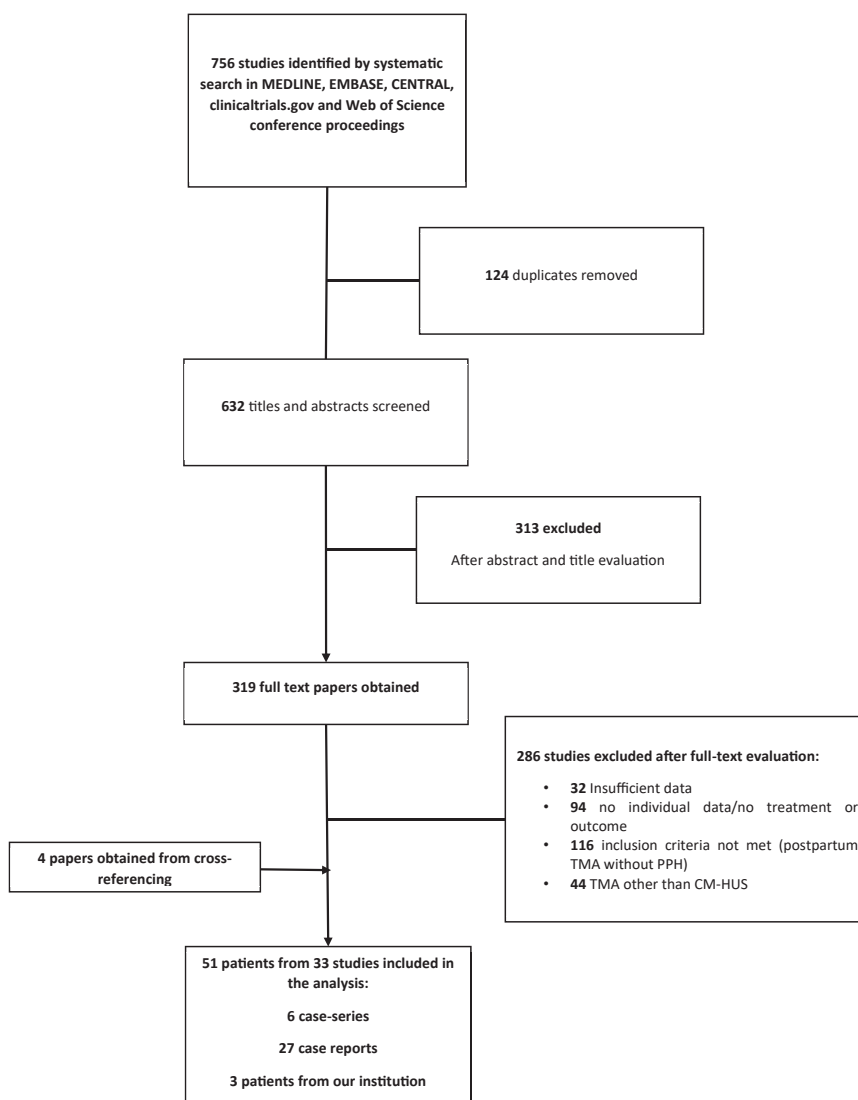 756 studies identified by systematic
search in MEDLINE, EMBASE, CENTRAL,
clinicaltrials.gov and Web of Science
conference proceedings
124 duplicates removed
632 titles and abstracts screened
313 excluded
After abstract and title evaluation
319 full text papers obtained
286 studies excluded after full-text evaluation:
• 32 Insufficient data
• 94 no individual data/no treatment or
outcome
• 116 inclusion criteria not met (postpartum
TMA without PPH)
• 44 TMA other than CM-HUS
4 papers obtained from cross-
referencing
51 patients from 33 studies included in
the analysis:
6 case-series
27 case reports
3 patients from our institution